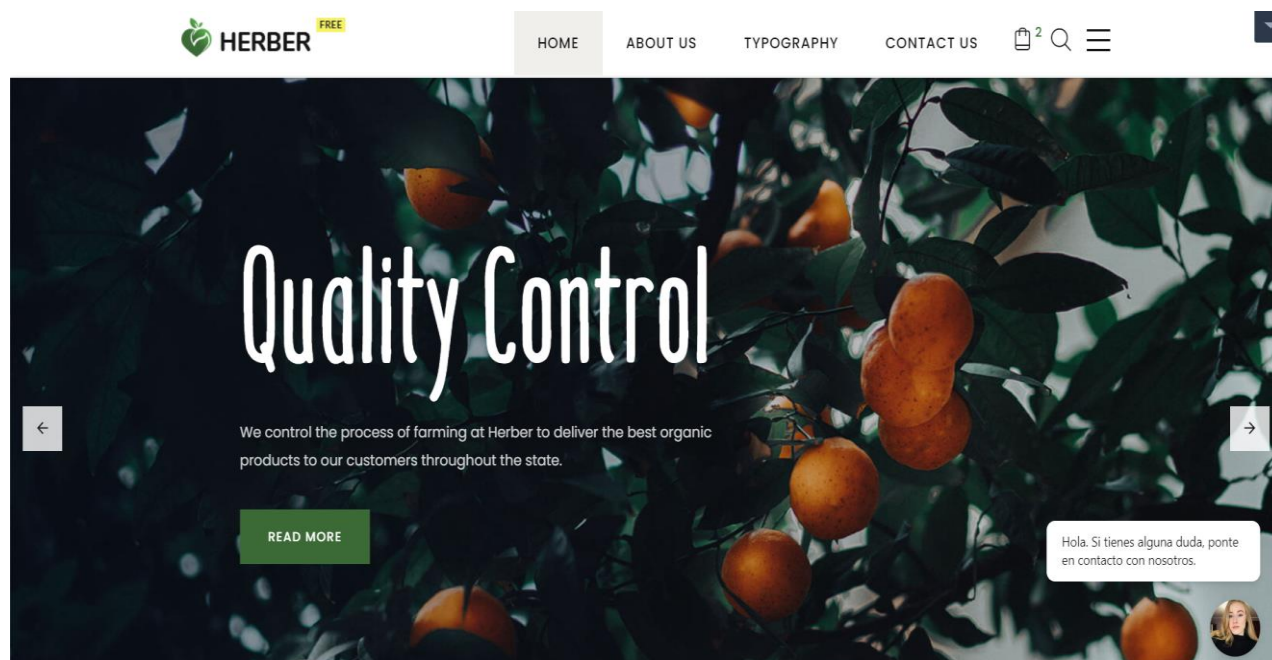 HERBER
FREE
HOME
ABOUT US
TYPOGRAPHY
CONTACT US
2
Quality Control
We control the process of farming at Herber to deliver the best organic
products to our customers throughout the state.
READ MORE
Hola. Si tienes alguna duda, ponte
en contacto con nosotros.